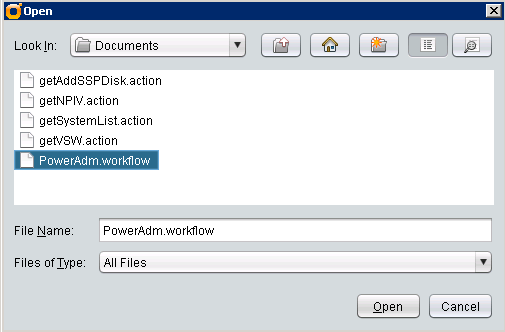 Open
Look In: Documents
getAddSSPDisk.action
getNPIV.action
getSystemList.action
getVSW.action
PowerAdm.workflow
File Name: PowerAdm.workflow
Files of Type: All Files
Open Cancel